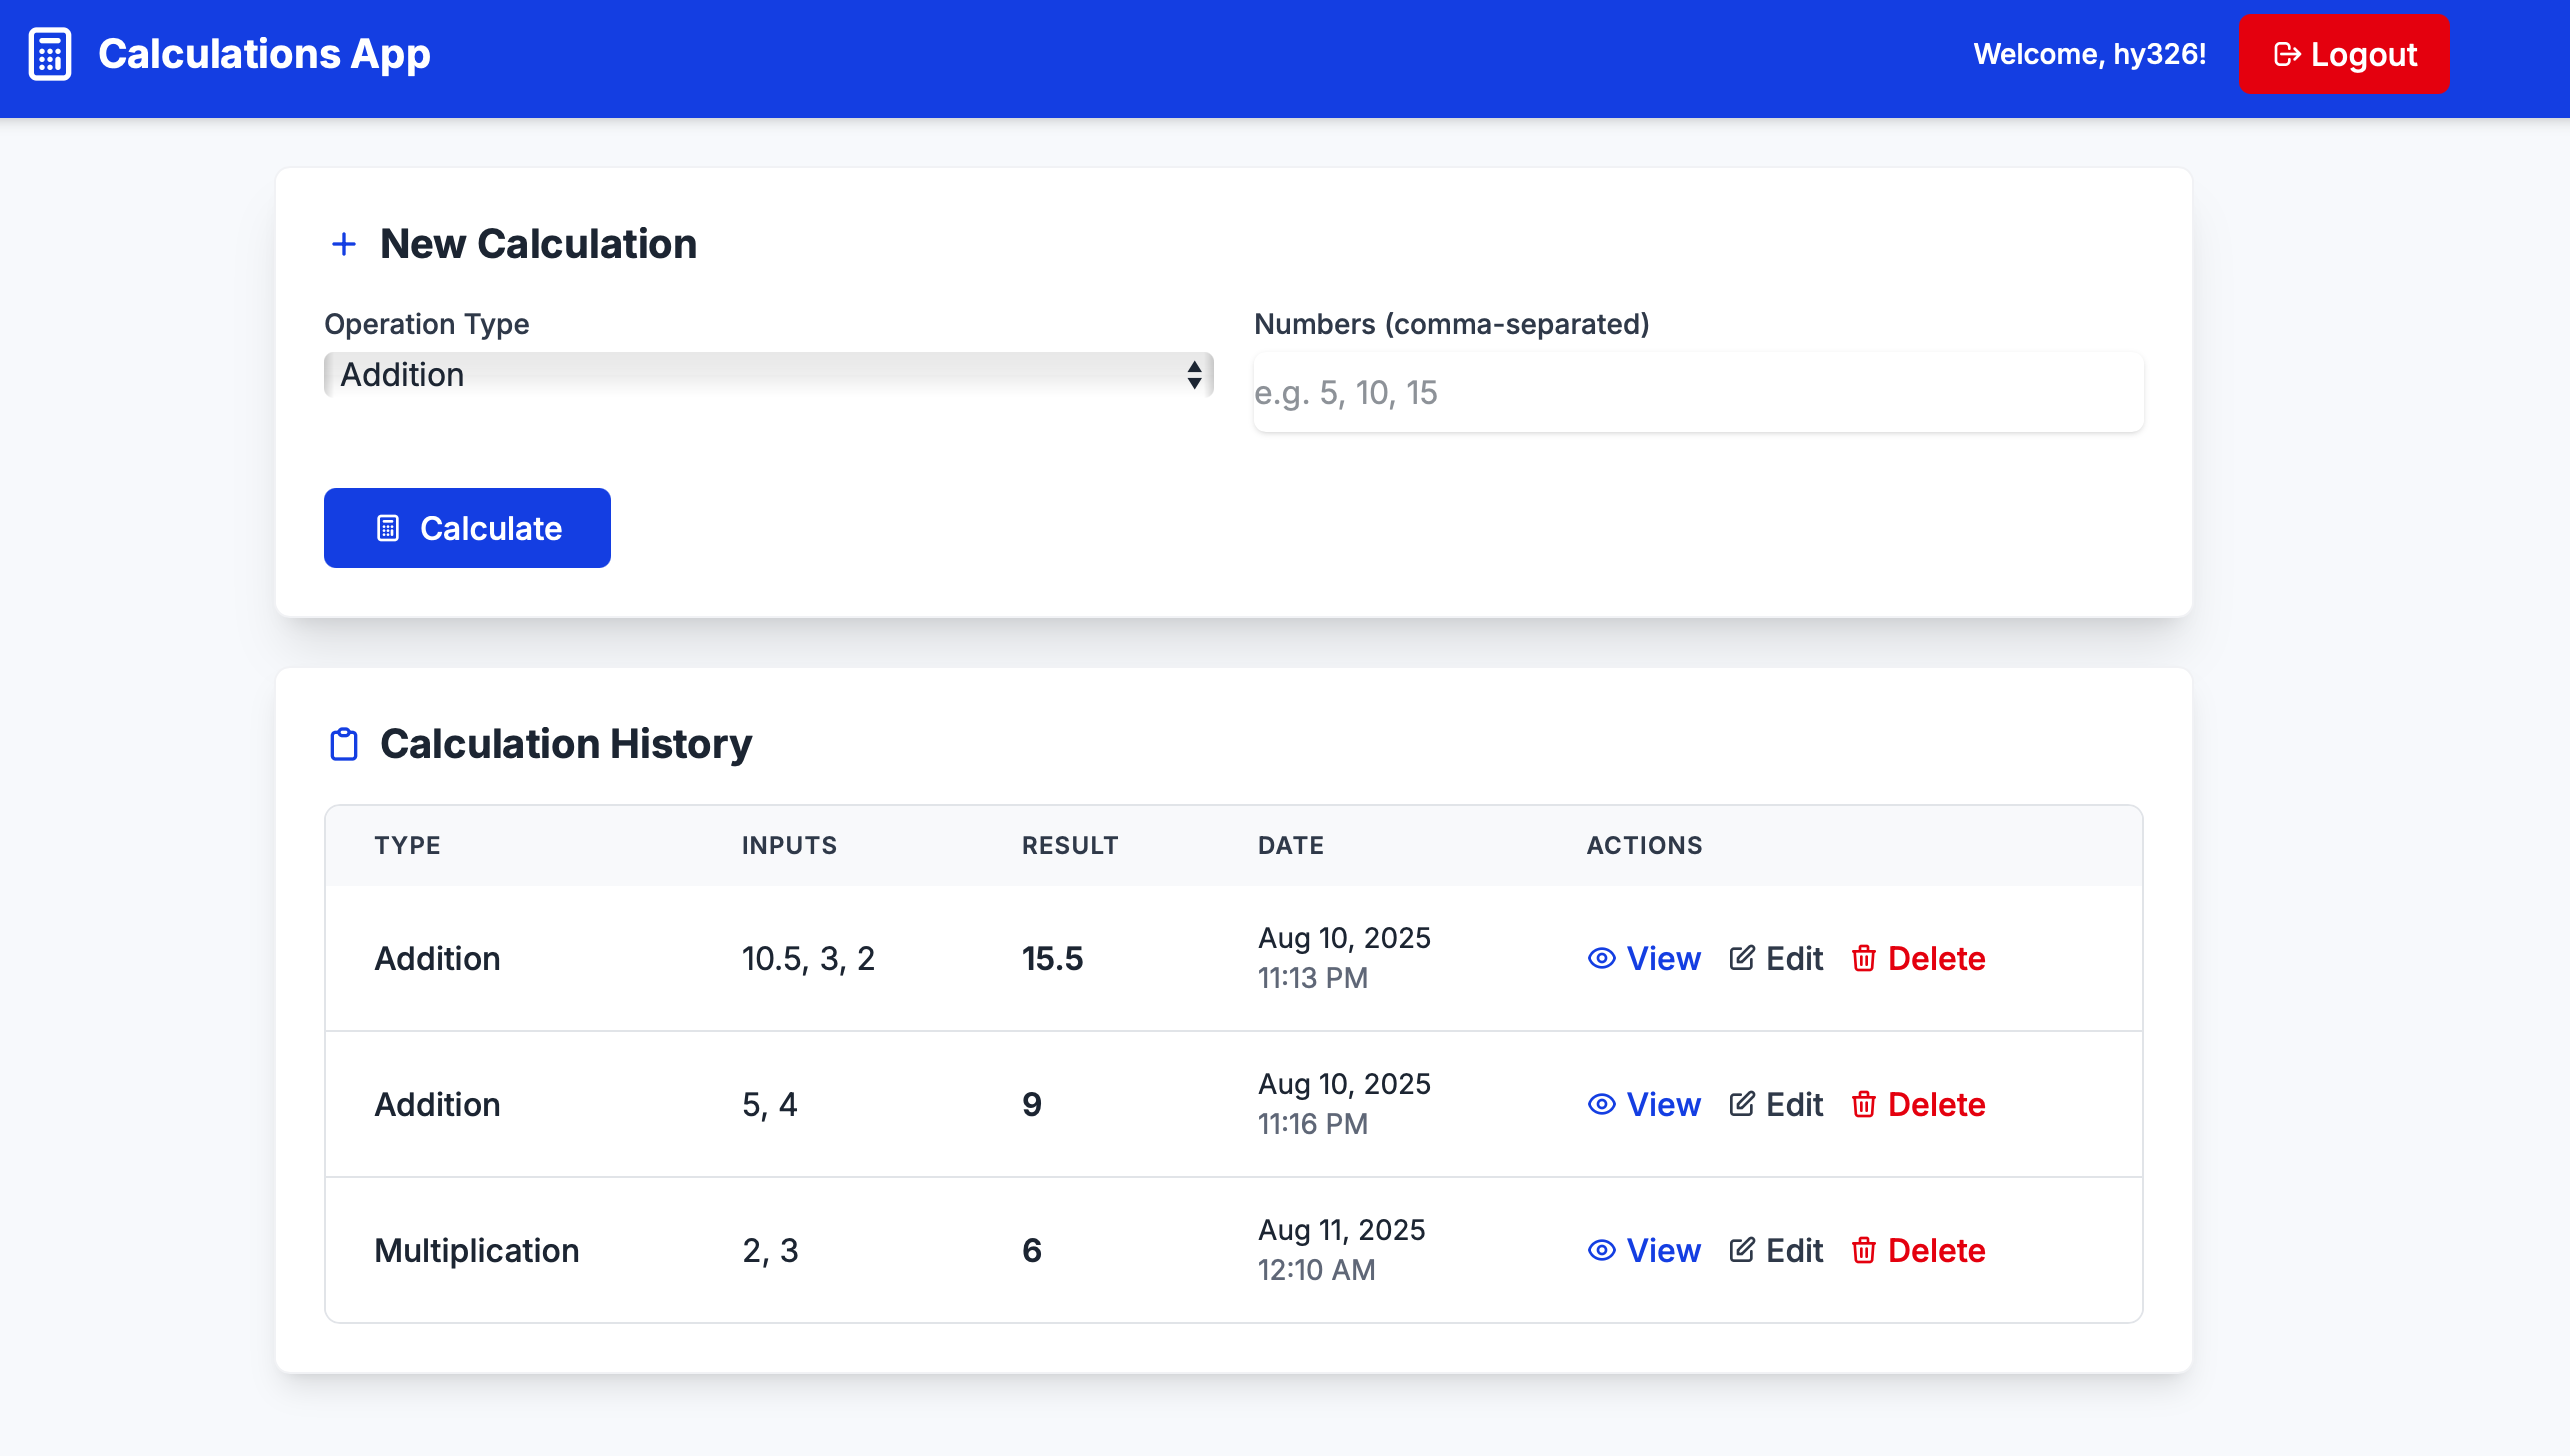 Calculations App
Welcome, hy326!
Logout
New Calculation
Operation Type
Numbers (comma-separated)
Addition
e.g. 5, 10, 15
Calculate
Calculation History
TYPE INPUTS RESULT DATE ACTIONS
Addition 10.5, 3, 2 15.5 Aug 10, 2025 View Edit Delete
11:13 PM
Addition 5, 4 9 Aug 10, 2025 View Edit Delete
11:16 PM
Multiplication 2, 3 6 Aug 11, 2025 View Edit Delete
12:10 AM